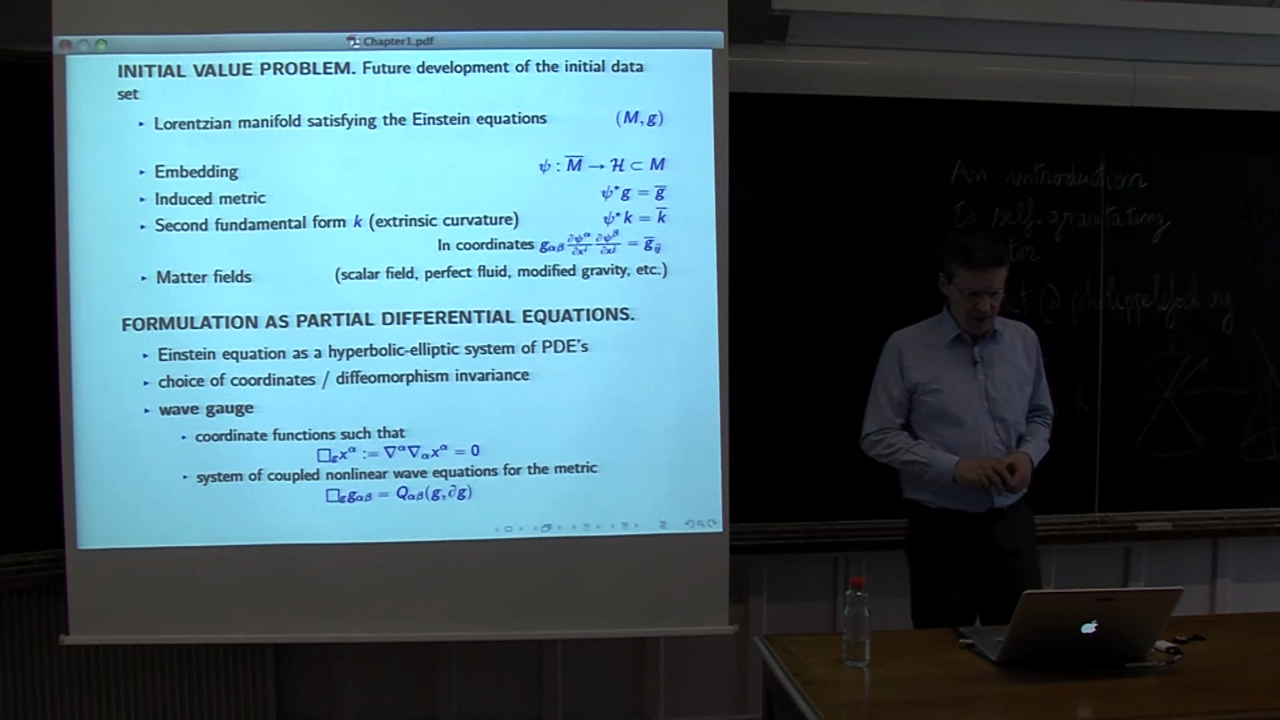 Chapter1.pdf
INITIAL VALUE PROBLEM. Future development of the initial data
set
‣ Lorentzian manifold satisfying the Einstein equations (M, g)
‣ Embedding ψ : M̅ → ℋ ⊂ M
‣ Induced metric ψ*g = g̅
‣ Second fundamental form k (extrinsic curvature) ψ*k = k̅
In coordinates g_αβ ∂ψ^α/∂x^i ∂ψ^β/∂x^j = g̅_ij
‣ Matter fields (scalar field, perfect fluid, modified gravity, etc.)
FORMULATION AS PARTIAL DIFFERENTIAL EQUATIONS.
‣ Einstein equation as a hyperbolic-elliptic system of PDE's
‣ choice of coordinates / diffeomorphism invariance
‣ wave gauge
‣ coordinate functions such that
□_g x^α := ∇^α∇_α x^α = 0
‣ system of coupled nonlinear wave equations for the metric
□_g g_αβ = Q_αβ(g, ∂g)
An introduction
to self-gravitating
@ philippelefloch.org